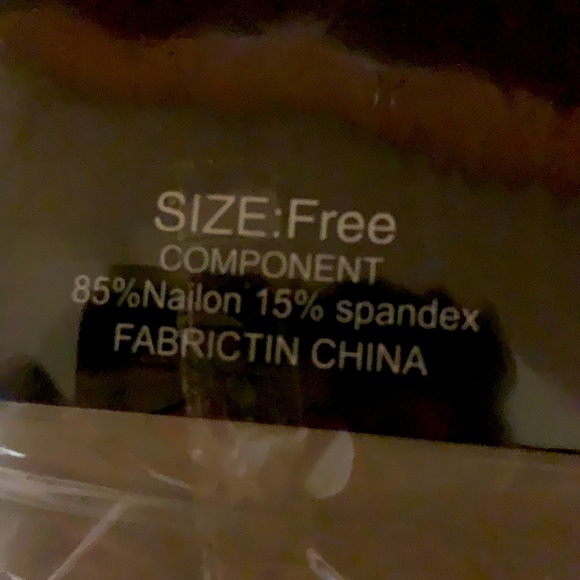 SIZE:Free
COMPONENT
85%Nailon 15% spandex
FABRICTIN CHINA